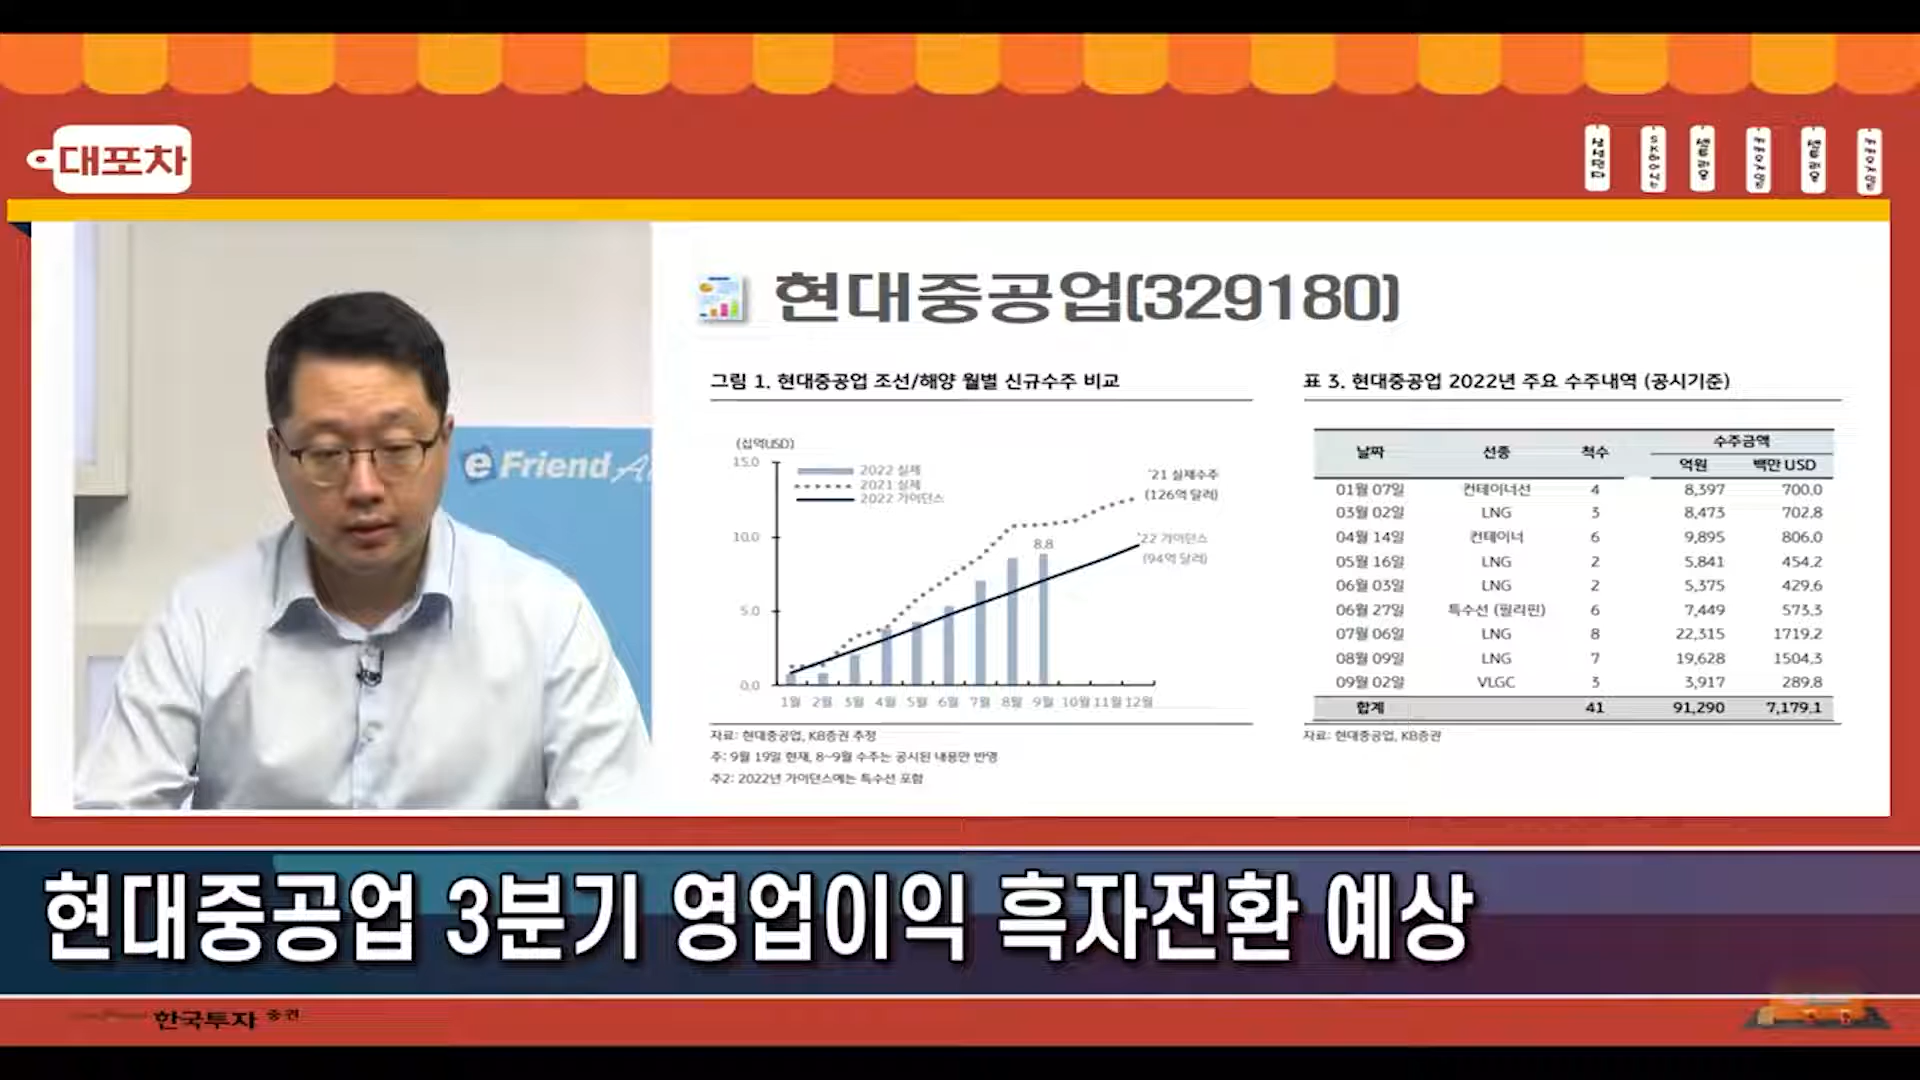 대포차
e Friend
현대중공업(329180)
그림 1. 현대중공업 조선/해양 월별 신규수주 비교
(십억USD)
15.0
10.0
5.0
0.0
2022 실제
2021 실제
2022 가이던스
'21 실제수주
(126억 달러)
'22 가이던스
(94억 달러)
8.8
1월 2월 3월 4월 5월 6월 7월 8월 9월 10월 11월 12월
자료: 현대중공업, KB증권 추정
주: 9월 19일 현재, 8~9월 수주는 공시된 내용만 반영
주2: 2022년 가이던스에는 특수선 포함
표 3. 현대중공업 2022년 주요 수주내역 (공시기준)
날짜 선종 척수 수주금액
억원 백만 USD
01월 07일 컨테이너선 4 8,397 700.0
03월 02일 LNG 3 8,473 702.8
04월 14일 컨테이너 6 9,895 806.0
05월 16일 LNG 2 5,841 454.2
06월 03일 LNG 2 5,375 429.6
06월 27일 특수선 (필리핀) 6 7,449 573.3
07월 06일 LNG 8 22,315 1719.2
08월 09일 LNG 7 19,628 1504.3
09월 02일 VLGC 3 3,917 289.8
합계 41 91,290 7,179.1
자료: 현대중공업, KB증권
현대중공업 3분기 영업이익 흑자전환 예상
한국투자 증권